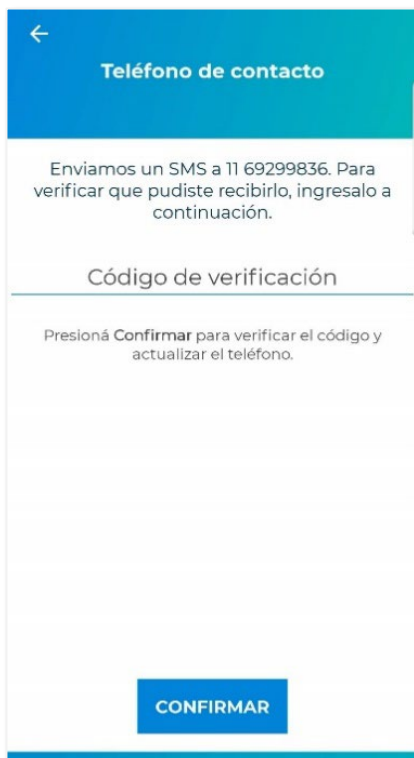 Teléfono de contacto
Enviamos un SMS a 11 69299836. Para
verificar que pudiste recibirlo, ingresalo a
continuación.
Código de verificación
Presioná Confirmar para verificar el código y
actualizar el teléfono.
CONFIRMAR